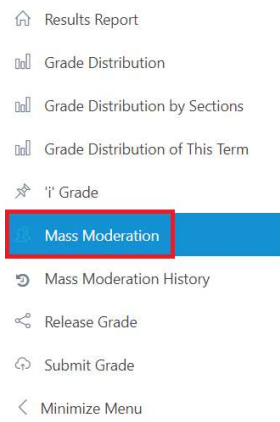 Results Report
Grade Distribution
Grade Distribution by Sections
Grade Distribution of This Term
'i' Grade
Mass Moderation
Mass Moderation History
Release Grade
Submit Grade
Minimize Menu